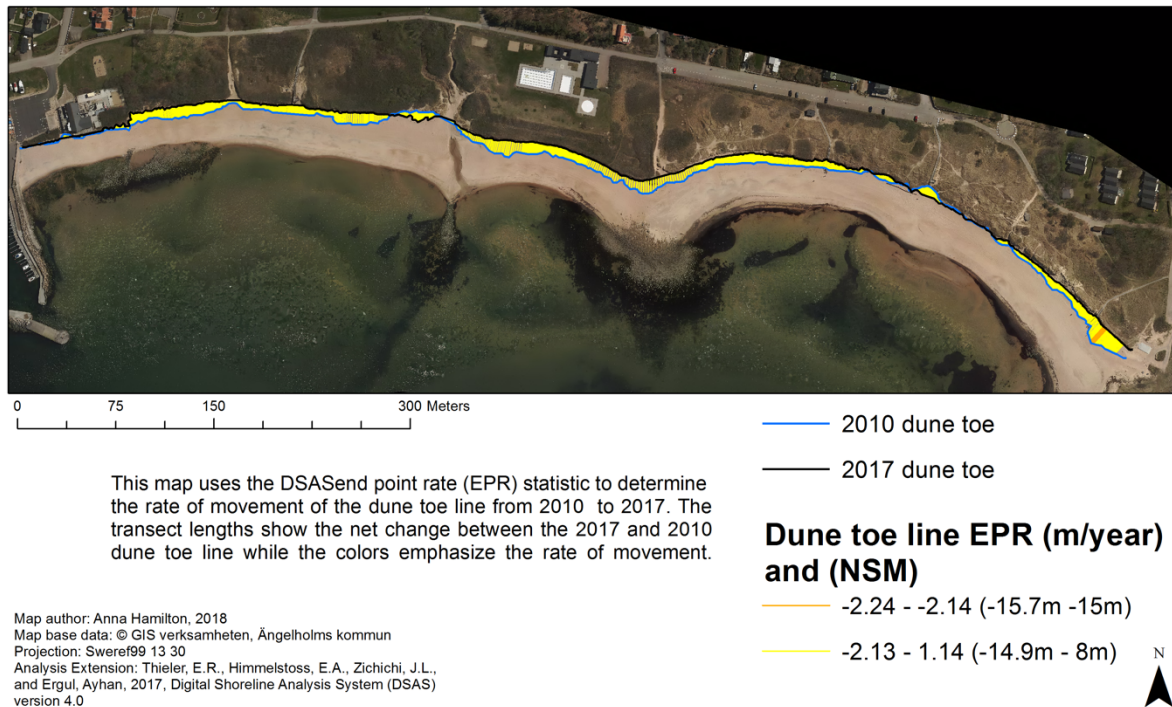 0 75 150 300 Meters
2010 dune toe
2017 dune toe
This map uses the DSASend point rate (EPR) statistic to determine
the rate of movement of the dune toe line from 2010 to 2017. The
transect lengths show the net change between the 2017 and 2010
dune toe line while the colors emphasize the rate of movement.
Dune toe line EPR (m/year)
and (NSM)
-2.24 - -2.14 (-15.7m -15m)
-2.13 - 1.14 (-14.9m - 8m)
N
Map author: Anna Hamilton, 2018
Map base data: © GIS verksamheten, Ängelholms kommun
Projection: Sweref99 13 30
Analysis Extension: Thieler, E.R., Himmelstoss, E.A., Zichichi, J.L.,
and Ergul, Ayhan, 2017, Digital Shoreline Analysis System (DSAS)
version 4.0